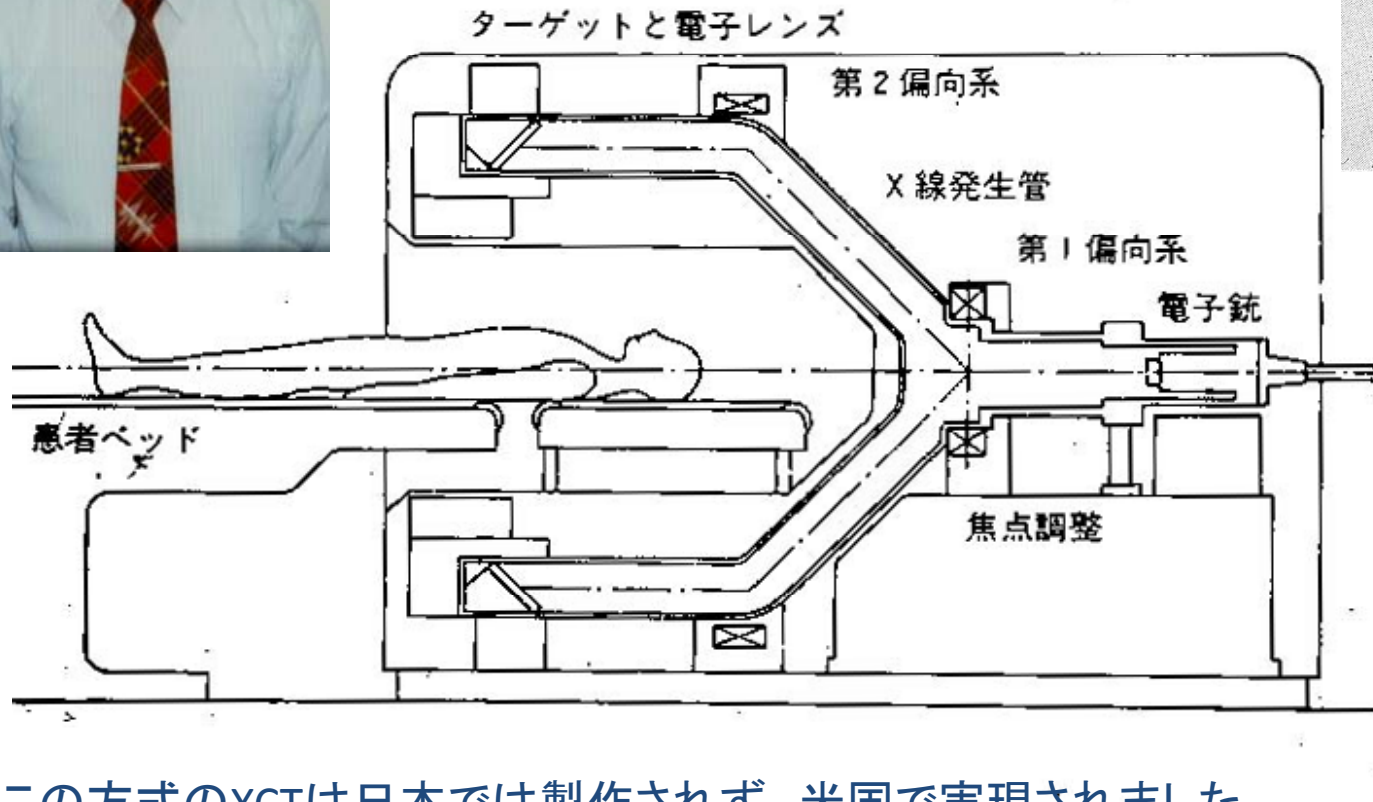 ターゲットと電子レンズ
第2偏向系
X線発生管
第1偏向系
電子銃
患者ベッド
焦点調整
この方式のXCTは日本では製作されず、米国で実現されました